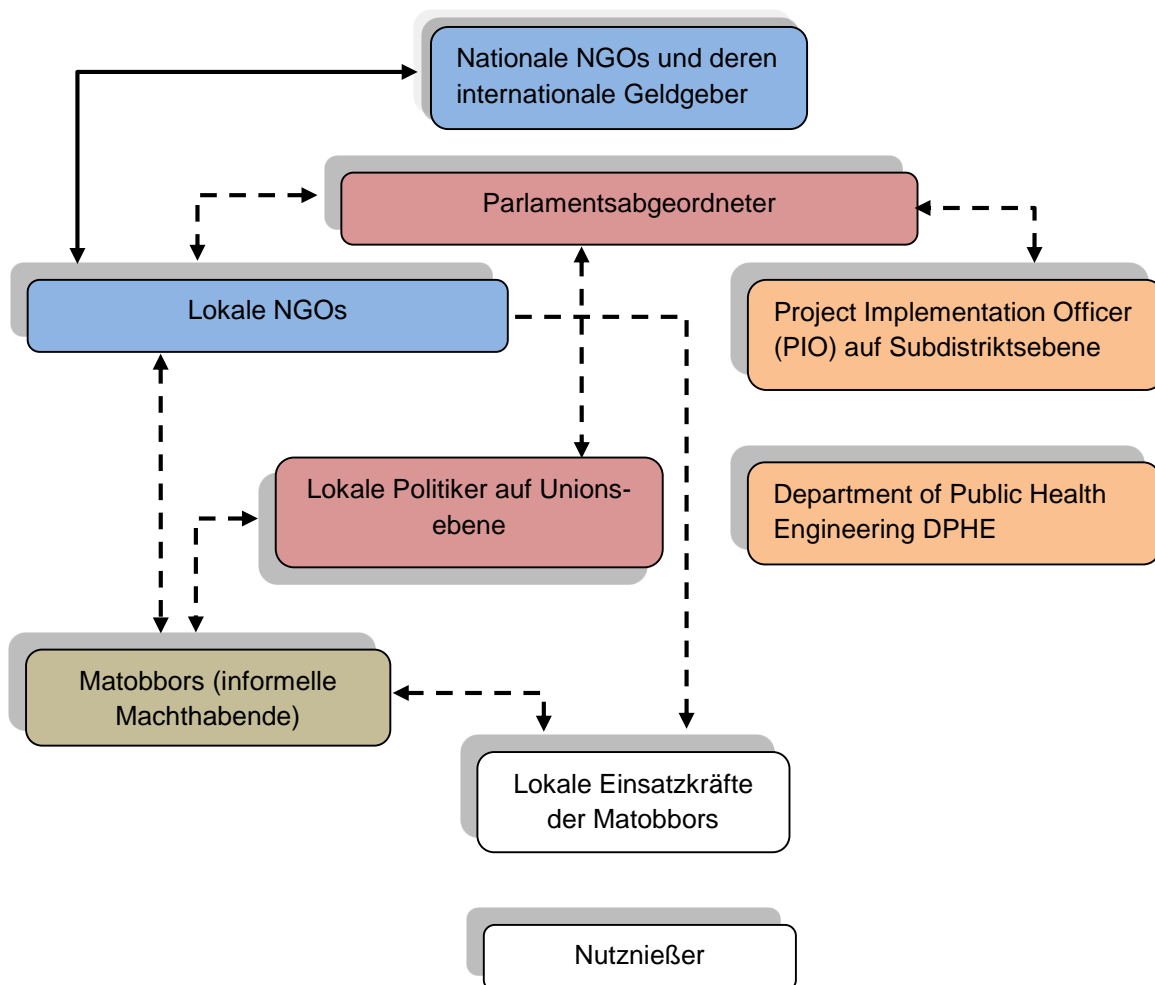 Nationale NGOs und deren
internationale Geldgeber
Parlamentsabgeordneter
Lokale NGOs
Project Implementation Officer
(PIO) auf Subdistriktsebene
Lokale Politiker auf Unions-
ebene
Department of Public Health
Engineering DPHE
Matobbors (informelle
Machthabende)
Lokale Einsatzkräfte
der Matobbors
Nutznießer